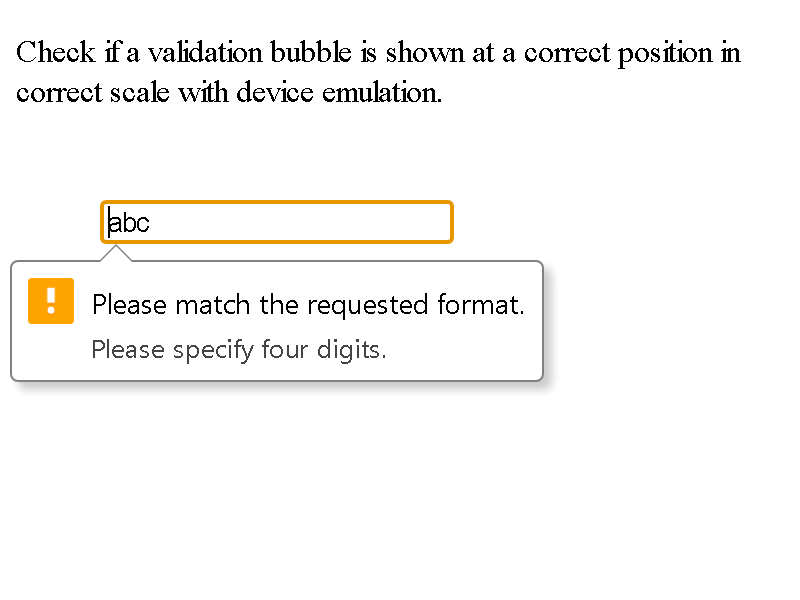 Check if a validation bubble is shown at a correct position in
correct scale with device emulation.
abc
Please match the requested format.
Please specify four digits.